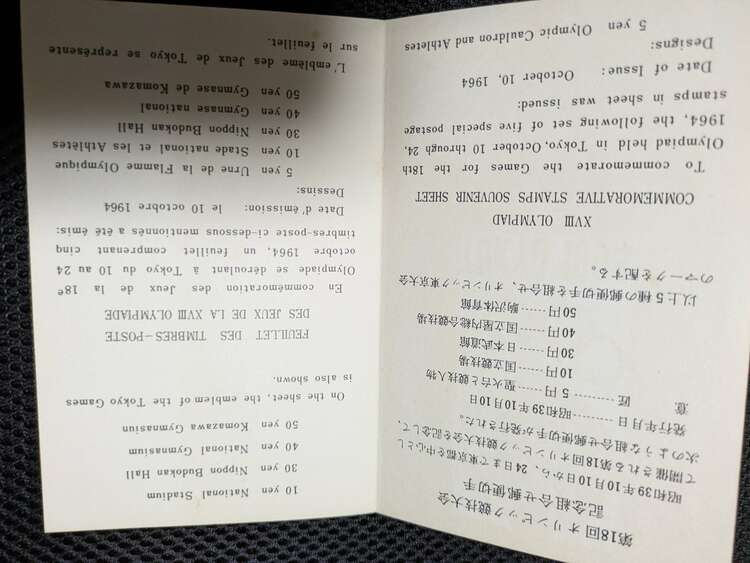 第18回オリンピック競技大会
記念組合せ郵便切手
昭和39年10月10日から、24日まで東京都を中心とし
て開催される第18回オリンピック競技大会を記念して、
次のような組合せ郵便切手が発行された。
発行年月日………昭和39年10月10日
意　　匠……… 5円………聖火台と競技人物
10円………国立競技場
30円………日本武道館
40円………国立屋内総合競技場
50円………駒沢体育館
以上5種の郵便切手を組合せ、オリンピック東京大会
のマークを配する。
XVIII OLYMPIAD
COMMEMORATIVE STAMPS SOUVENIR SHEET
To commemorate the Games for the 18th
Olympiad held in Tokyo, October 10 through 24,
1964, the following set of five special postage
stamps in sheet was issued:
Date of Issue: October 10, 1964
Designs:
5 yen Olympic Cauldron and Athletes
10 yen National Stadium
30 yen Nippon Budokan Hall
40 yen National Gymnasium
50 yen Komazawa Gymnasium
On the sheet, the emblem of the Tokyo Games
is also shown.
FEUILLET DES TIMBRES-POSTE
DES JEUX DE LA XVIII OLYMPIADE
En commémoration des Jeux de la 18e
Olympiade se déroulant à Tokyo du 10 au 24
octobre 1964, un feuillet comprenant cinq
timbres-poste ci-dessous mentionnés a été émis:
Date d'émission: le 10 octobre 1964
Dessins:
5 yen Urne de la Flamme Olympique
10 yen Stade national et les Athlètes
30 yen Nippon Budokan Hall
40 yen Gymnase national
50 yen Gymnase de Komazawa
L'emblème des Jeux de Tokyo se représente
sur le feuillet.